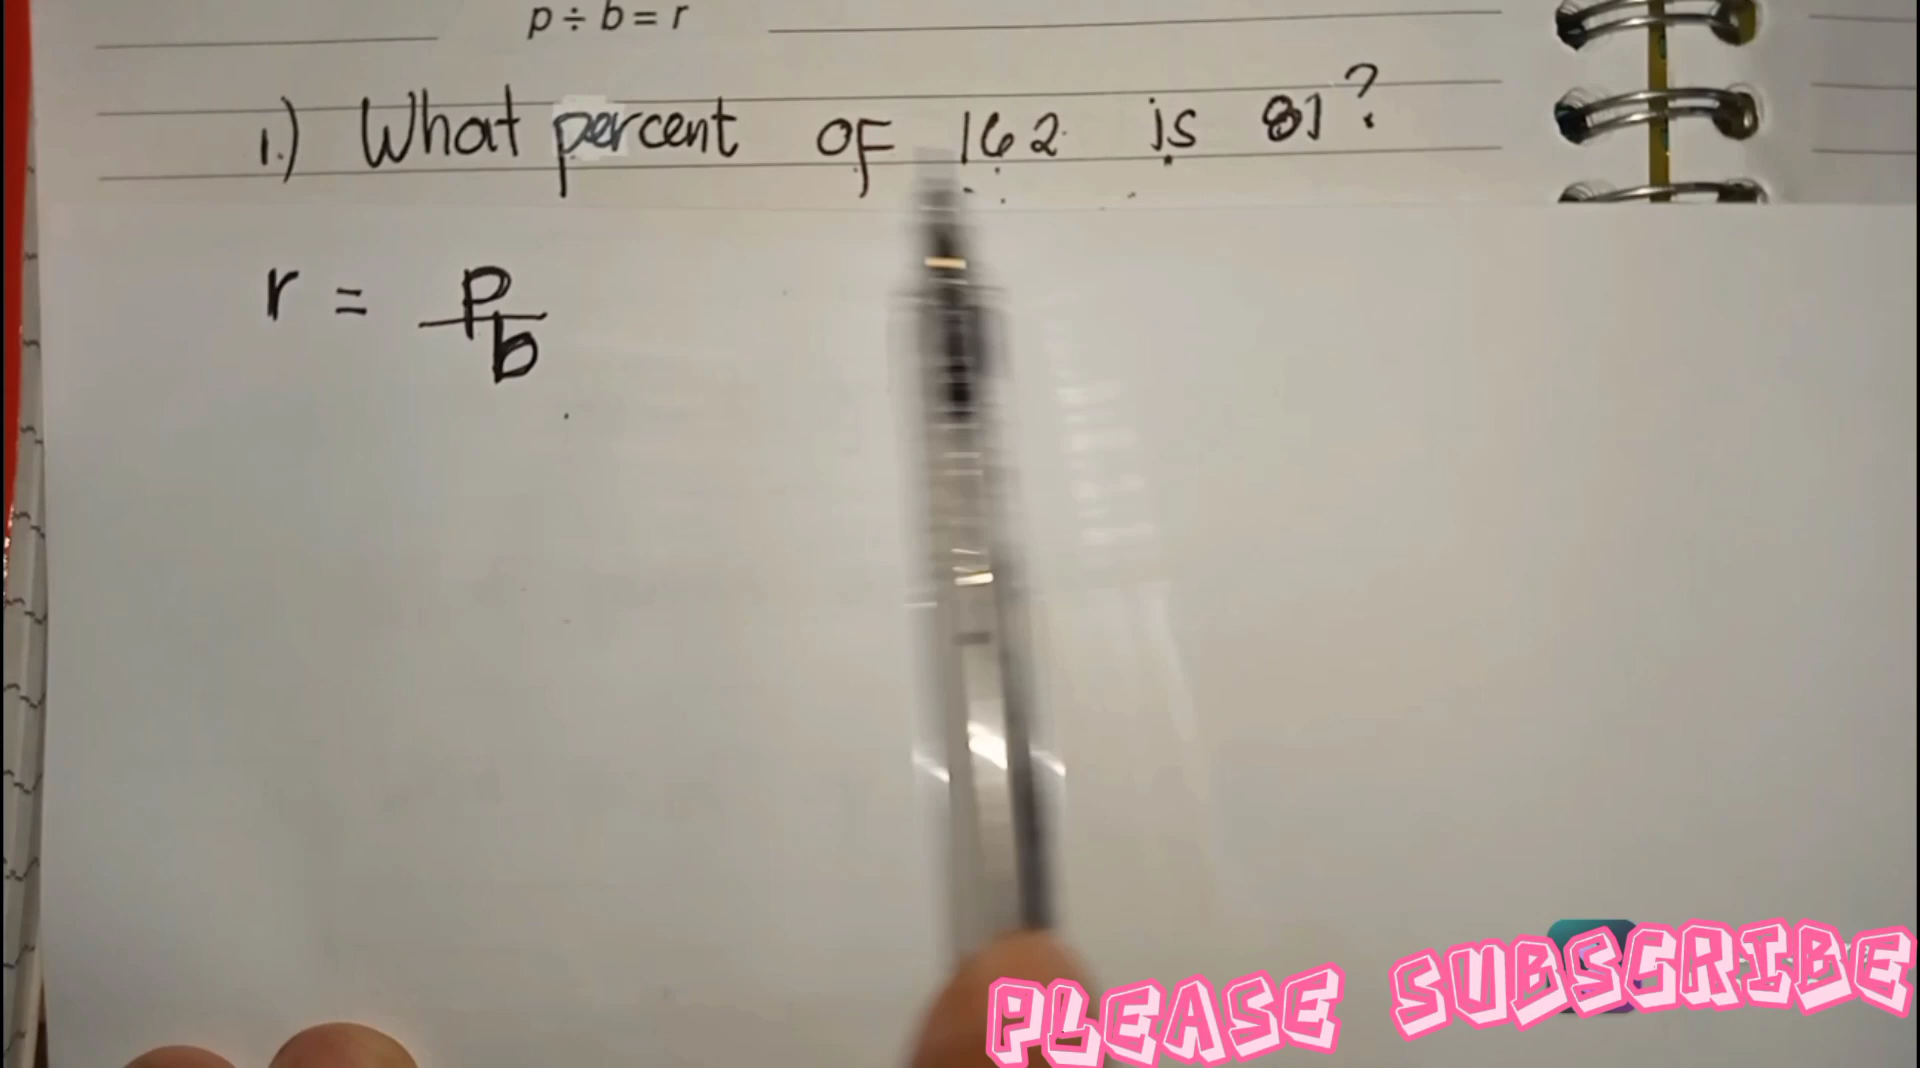 p ÷ b = r
1.) What percent OF 162 is 81?
r = p/b
PLEASE SUBSCRIBE